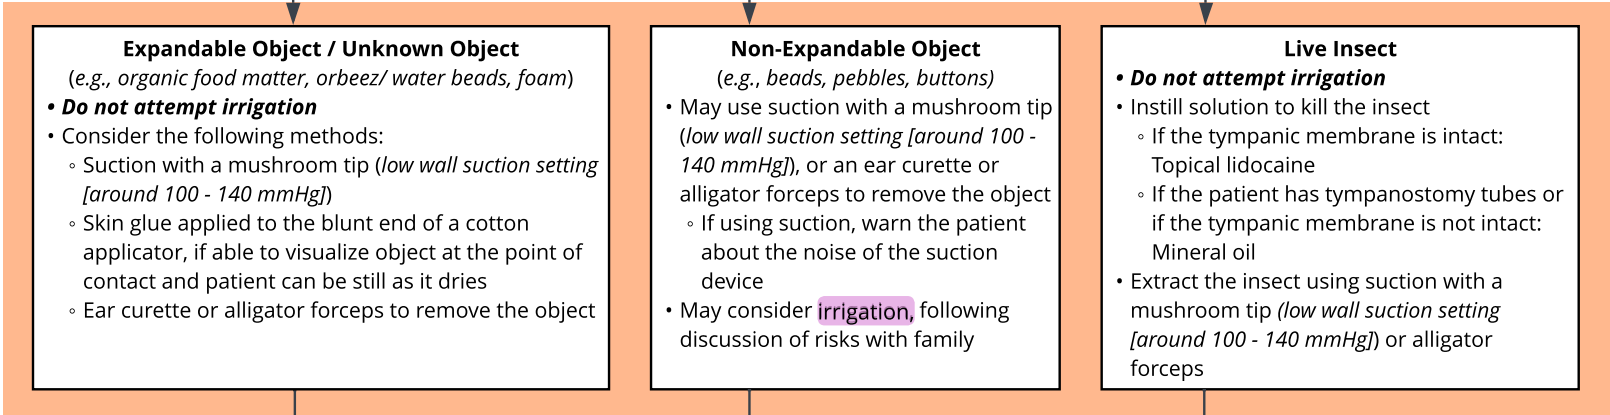 Expandable Object / Unknown Object
(e.g., organic food matter, orbeez/ water beads, foam)
• Do not attempt irrigation
• Consider the following methods:
◦ Suction with a mushroom tip (low wall suction setting
[around 100 - 140 mmHg])
◦ Skin glue applied to the blunt end of a cotton
applicator, if able to visualize object at the point of
contact and patient can be still as it dries
◦ Ear curette or alligator forceps to remove the object
Non-Expandable Object
(e.g., beads, pebbles, buttons)
• May use suction with a mushroom tip
(low wall suction setting [around 100 -
140 mmHg]), or an ear curette or
alligator forceps to remove the object
◦ If using suction, warn the patient
about the noise of the suction
device
• May consider irrigation, following
discussion of risks with family
Live Insect
• Do not attempt irrigation
• Instill solution to kill the insect
◦ If the tympanic membrane is intact:
Topical lidocaine
◦ If the patient has tympanostomy tubes or
if the tympanic membrane is not intact:
Mineral oil
• Extract the insect using suction with a
mushroom tip (low wall suction setting
[around 100 - 140 mmHg]) or alligator
forceps